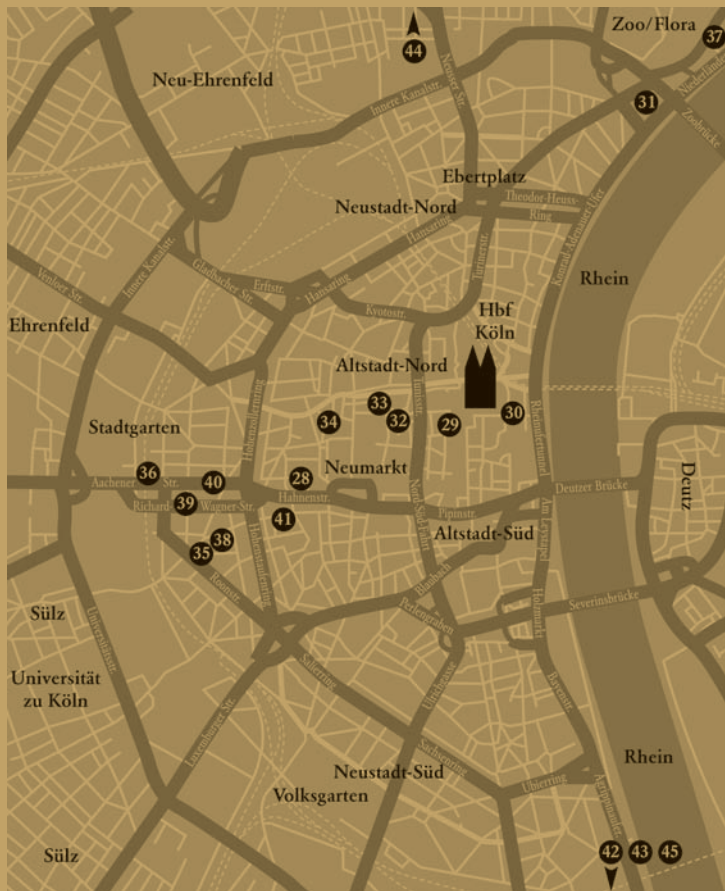 Zoo/Flora
37
44
Neu-Ehrenfeld
Innere Kanalstr.
Neusser Str.
31
Zoobrücke
Ebertplatz
Theodor-Heuss-
Ring
Neustadt-Nord
Hansaring
Turinerstr.
Konrad-Adenauer Ufer
Rhein
Venloer Str.
Innere Kanalstr.
Gladbacher Str.
Erftstr.
Hansaring
Kyotostr.
Hbf
Köln
Ehrenfeld
Altstadt-Nord
Tunisstr.
Hohenzollernring
33
34
32
29
30
Rheinufertunnel
Stadtgarten
36
Aachener Str.
40
28
Neumarkt
Hahnenstr.
Richard-
39
Wagner-Str.
41
Pipinstr.
Nord-Süd-Fahrt
Deutzer Brücke
Deutz
Altstadt-Süd
Am Leystapel
35
38
Hohenstaufenring
Roonstr.
Blaubach
Perlengraben
Holzmarkt
Severinsbrücke
Sülz
Universitätsstr.
Universität
zu Köln
Luxemburger Str.
Salierring
Ulrichgasse
Bayenstr.
Sachsenring
Neustadt-Süd
Volksgarten
Ubierring
Rhein
Agrippinaufer
Sülz
42
43
45